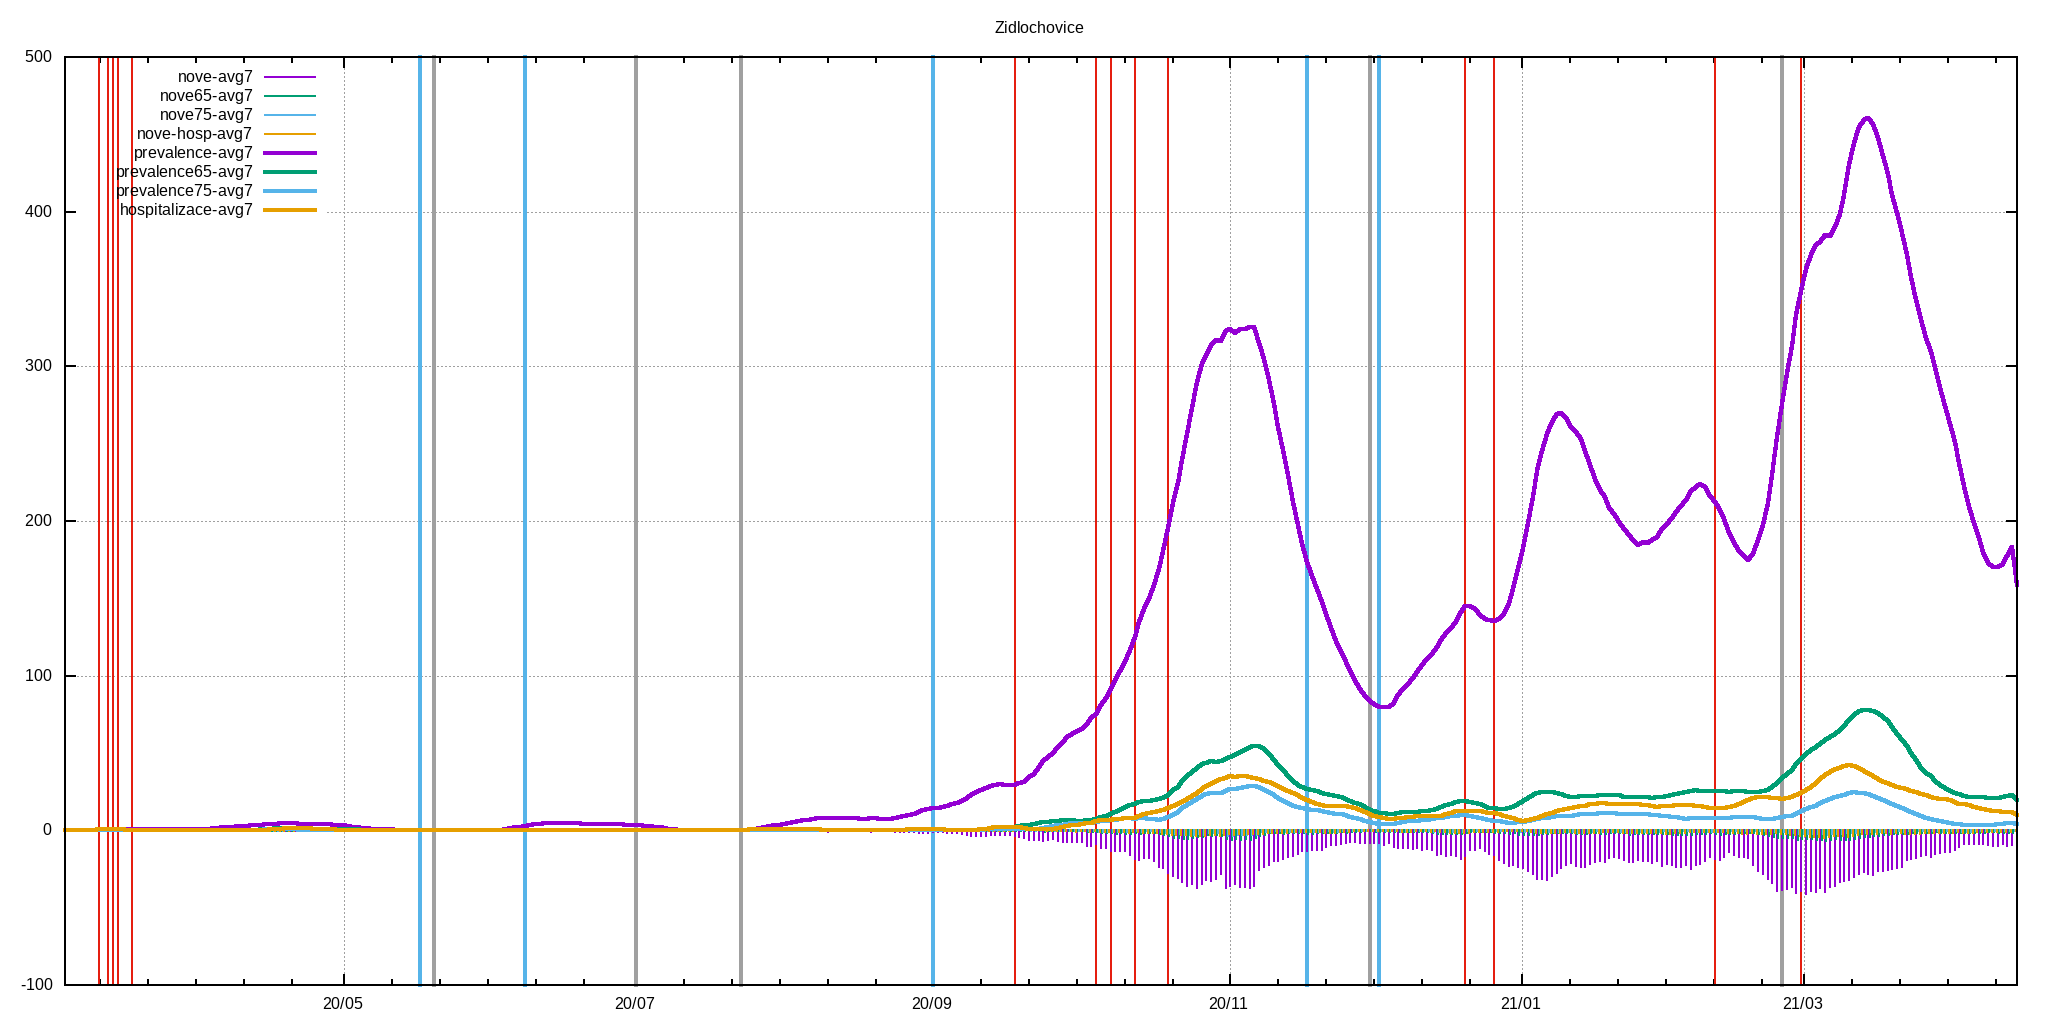 Zidlochovice
500
nove-avg7
nove65-avg7
nove75-avg7
nove-hosp-avg7
prevalence-avg7
prevalence65-avg7
prevalence75-avg7
hospitalizace-avg7
400
300
200
100
0
-100
20/05 20/07 20/09 20/11 21/01 21/03